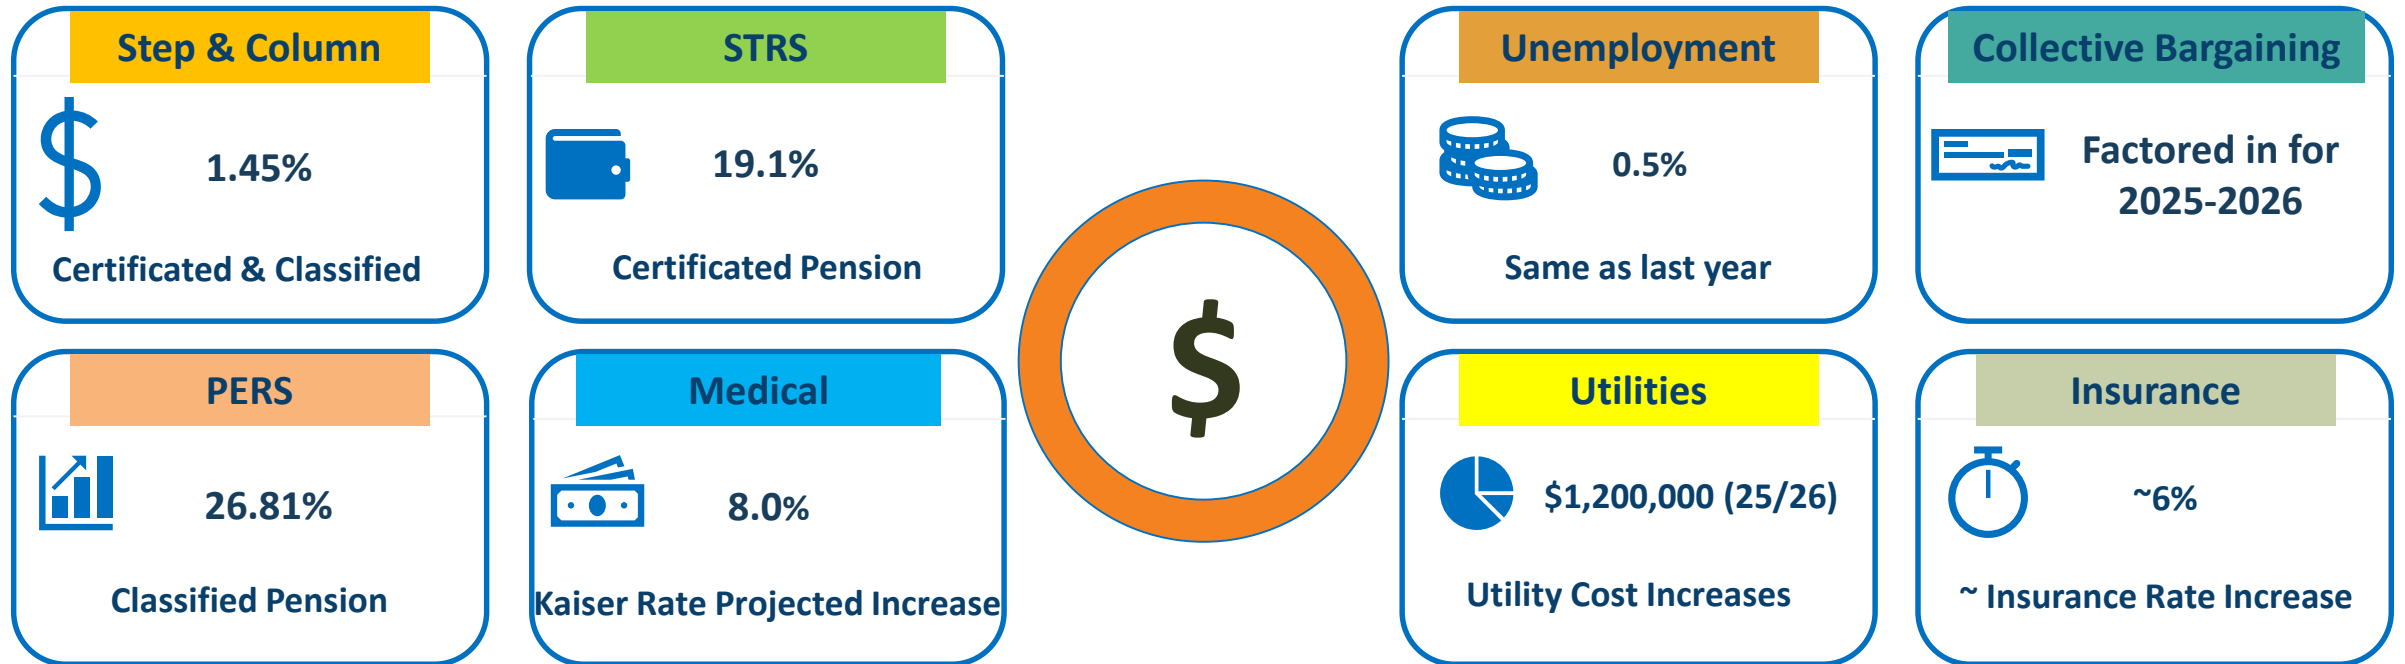 Step & Column
1.45%
Certificated & Classified
STRS
19.1%
Certificated Pension
Unemployment
0.5%
Same as last year
Collective Bargaining
Factored in for
2025-2026
PERS
26.81%
Classified Pension
Medical
8.0%
Kaiser Rate Projected Increase
$
Utilities
$1,200,000 (25/26)
Utility Cost Increases
Insurance
~6%
~ Insurance Rate Increase